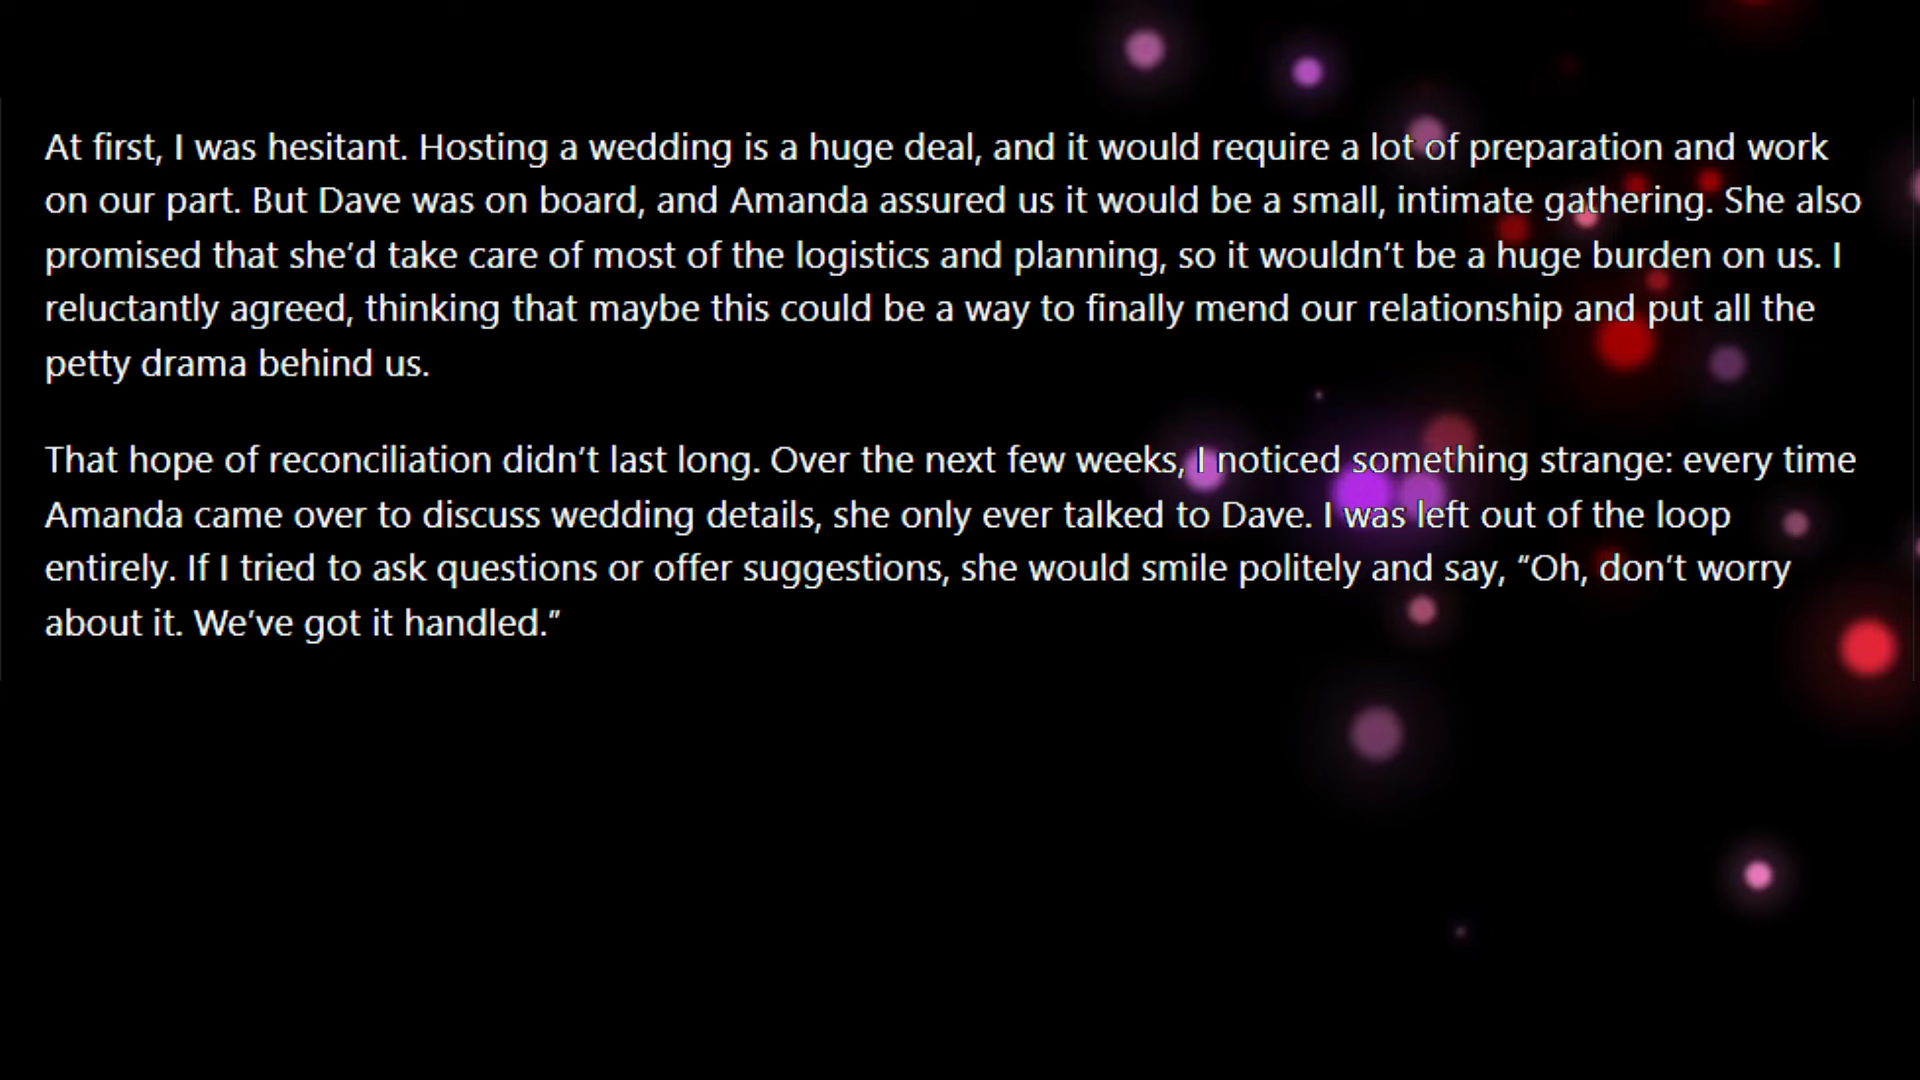 At first, I was hesitant. Hosting a wedding is a huge deal, and it would require a lot of preparation and work
on our part. But Dave was on board, and Amanda assured us it would be a small, intimate gathering. She also
promised that she’d take care of most of the logistics and planning, so it wouldn’t be a huge burden on us. I
reluctantly agreed, thinking that maybe this could be a way to finally mend our relationship and put all the
petty drama behind us.
That hope of reconciliation didn’t last long. Over the next few weeks, I noticed something strange: every time
Amanda came over to discuss wedding details, she only ever talked to Dave. I was left out of the loop
entirely. If I tried to ask questions or offer suggestions, she would smile politely and say, “Oh, don’t worry
about it. We’ve got it handled.”